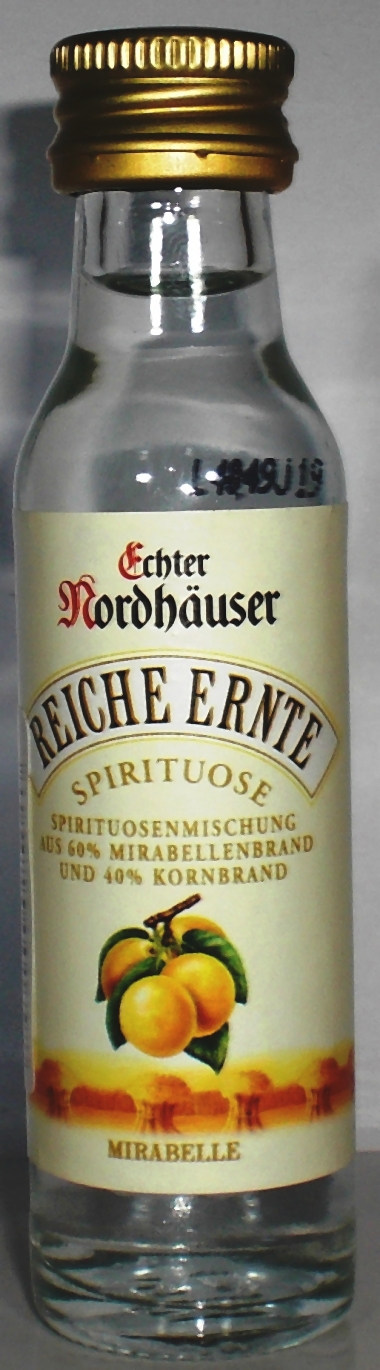 Echter
Nordhäuser
REICHE ERNTE
SPIRITUOSE
SPIRITUOSENMISCHUNG
AUS 60% MIRABELLENBRAND
UND 40% KORNBRAND
MIRABELLE